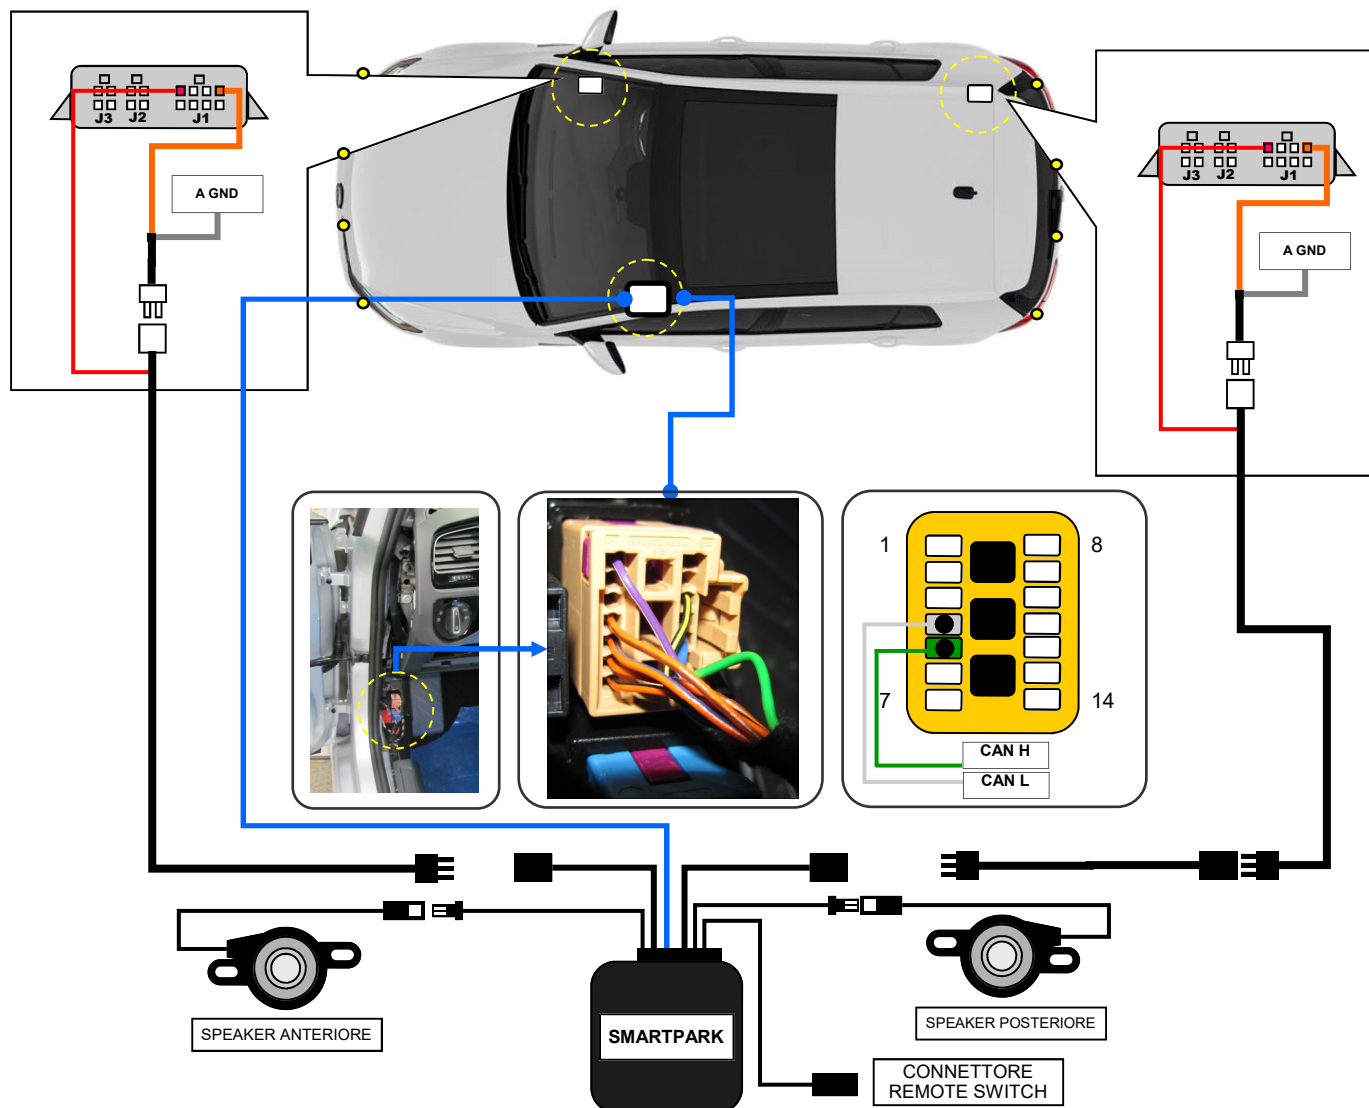 J3 J2 J1
A GND
J3 J2 J1
A GND
1
8
7
14
CAN H
CAN L
SPEAKER ANTERIORE
SMARTPARK
SPEAKER POSTERIORE
CONNETTORE
REMOTE SWITCH